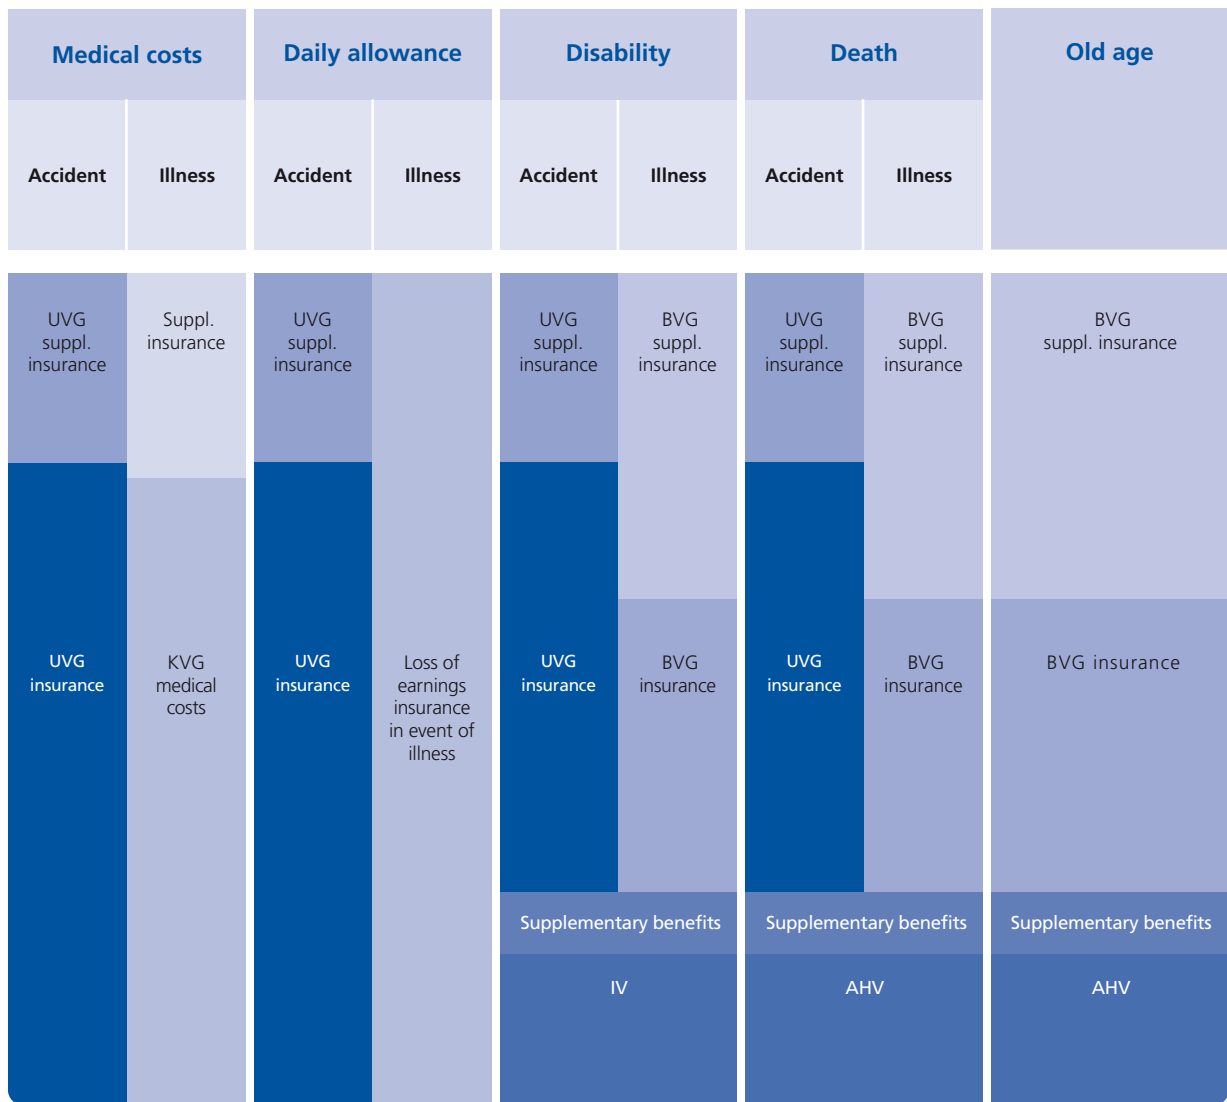 Medical costs
Daily allowance
Disability
Death
Old age
Accident
Illness
Accident
Illness
Accident
Illness
Accident
Illness
UVG
suppl.
insurance
Suppl.
insurance
UVG
suppl.
insurance
UVG
suppl.
insurance
BVG
suppl.
insurance
UVG
suppl.
insurance
BVG
suppl.
insurance
BVG
suppl. insurance
UVG
insurance
KVG
medical
costs
UVG
insurance
Loss of
earnings
insurance
in event of
illness
UVG
insurance
BVG
insurance
UVG
insurance
BVG
insurance
BVG insurance
Supplementary benefits
Supplementary benefits
Supplementary benefits
IV
AHV
AHV